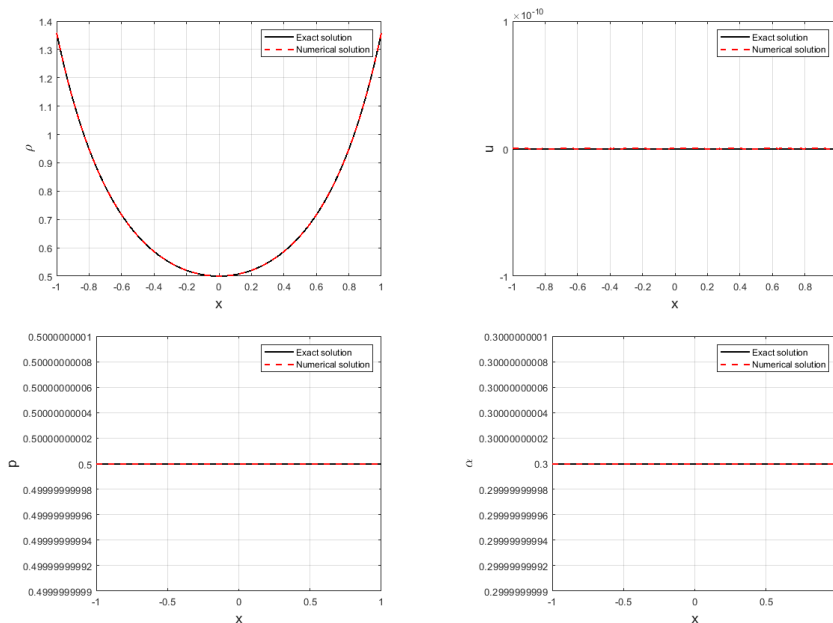 1.4
1.3
1.2
1.1
1
0.9
0.8
0.7
0.6
0.5
ρ
-1 -0.8 -0.6 -0.4 -0.2 0 0.2 0.4 0.6 0.8 1
x
Exact solution
Numerical solution
1 ×10⁻¹⁰
0
-1
u
-1 -0.8 -0.6 -0.4 -0.2 0 0.2 0.4 0.6 0.8
x
Exact solution
Numerical solution
0.5000000001
0.50000000008
0.50000000006
0.50000000004
0.50000000002
0.5
0.49999999998
0.49999999996
0.49999999994
0.49999999992
0.4999999999
p
-1 -0.5 0 0.5 1
x
Exact solution
Numerical solution
0.3000000001
0.30000000008
0.30000000006
0.30000000004
0.30000000002
0.3
0.29999999998
0.29999999996
0.29999999994
0.29999999992
0.2999999999
α
-1 -0.5 0 0.5
x
Exact solution
Numerical solution